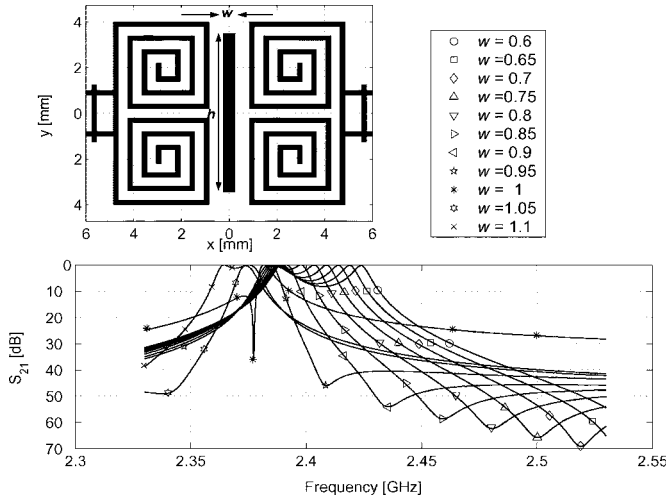 w
h
4
2
0
2
4
y [mm]
6 4 2 0 2 4 6
x [mm]
w = 0.6
w =0.65
w = 0.7
w =0.75
w = 0.8
w =0.85
w = 0.9
w =0.95
w = 1
w =1.05
w = 1.1
0
10
20
30
40
50
60
70
S21 [dB]
2.3 2.35 2.4 2.45 2.5 2.55
Frequency [GHz]